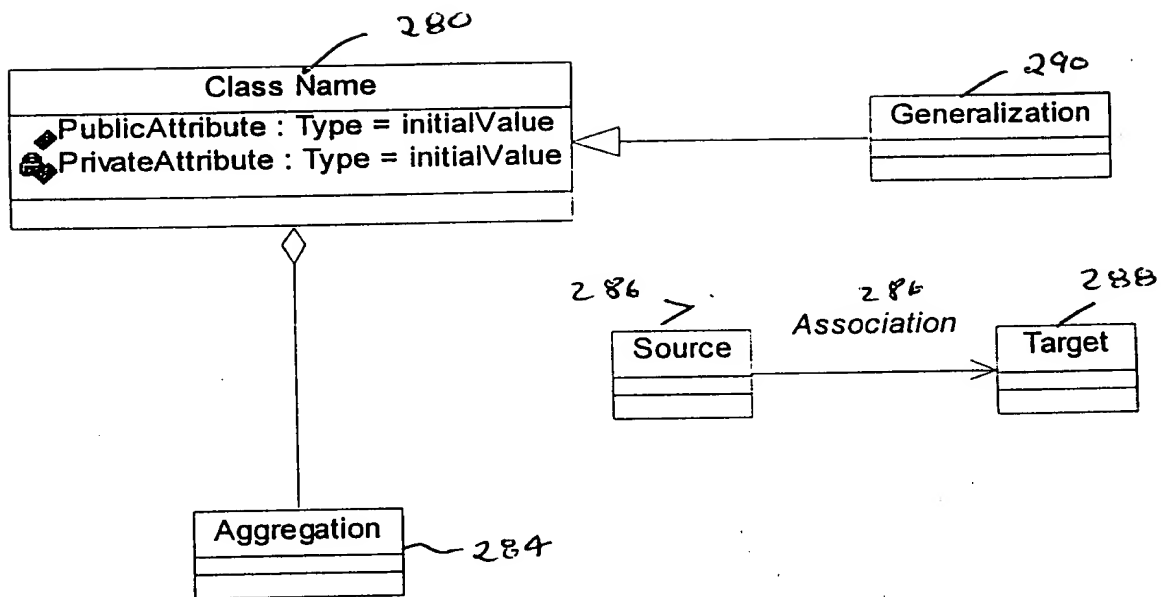 280
Class Name
PublicAttribute : Type = initialValue
PrivateAttribute : Type = initialValue
290
Generalization
286
286
Association
288
Source
Target
Aggregation
284